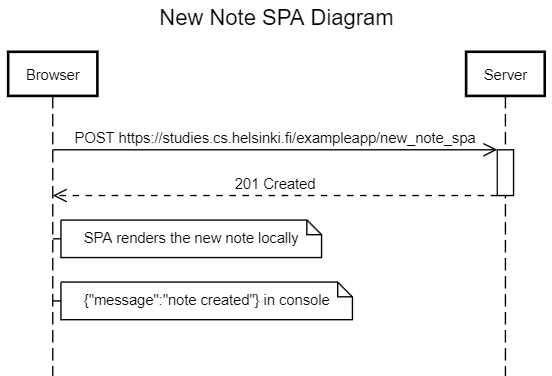 New Note SPA Diagram
Browser
Server
POST https://studies.cs.helsinki.fi/exampleapp/new_note_spa
201 Created
SPA renders the new note locally
{"message":"note created"} in console